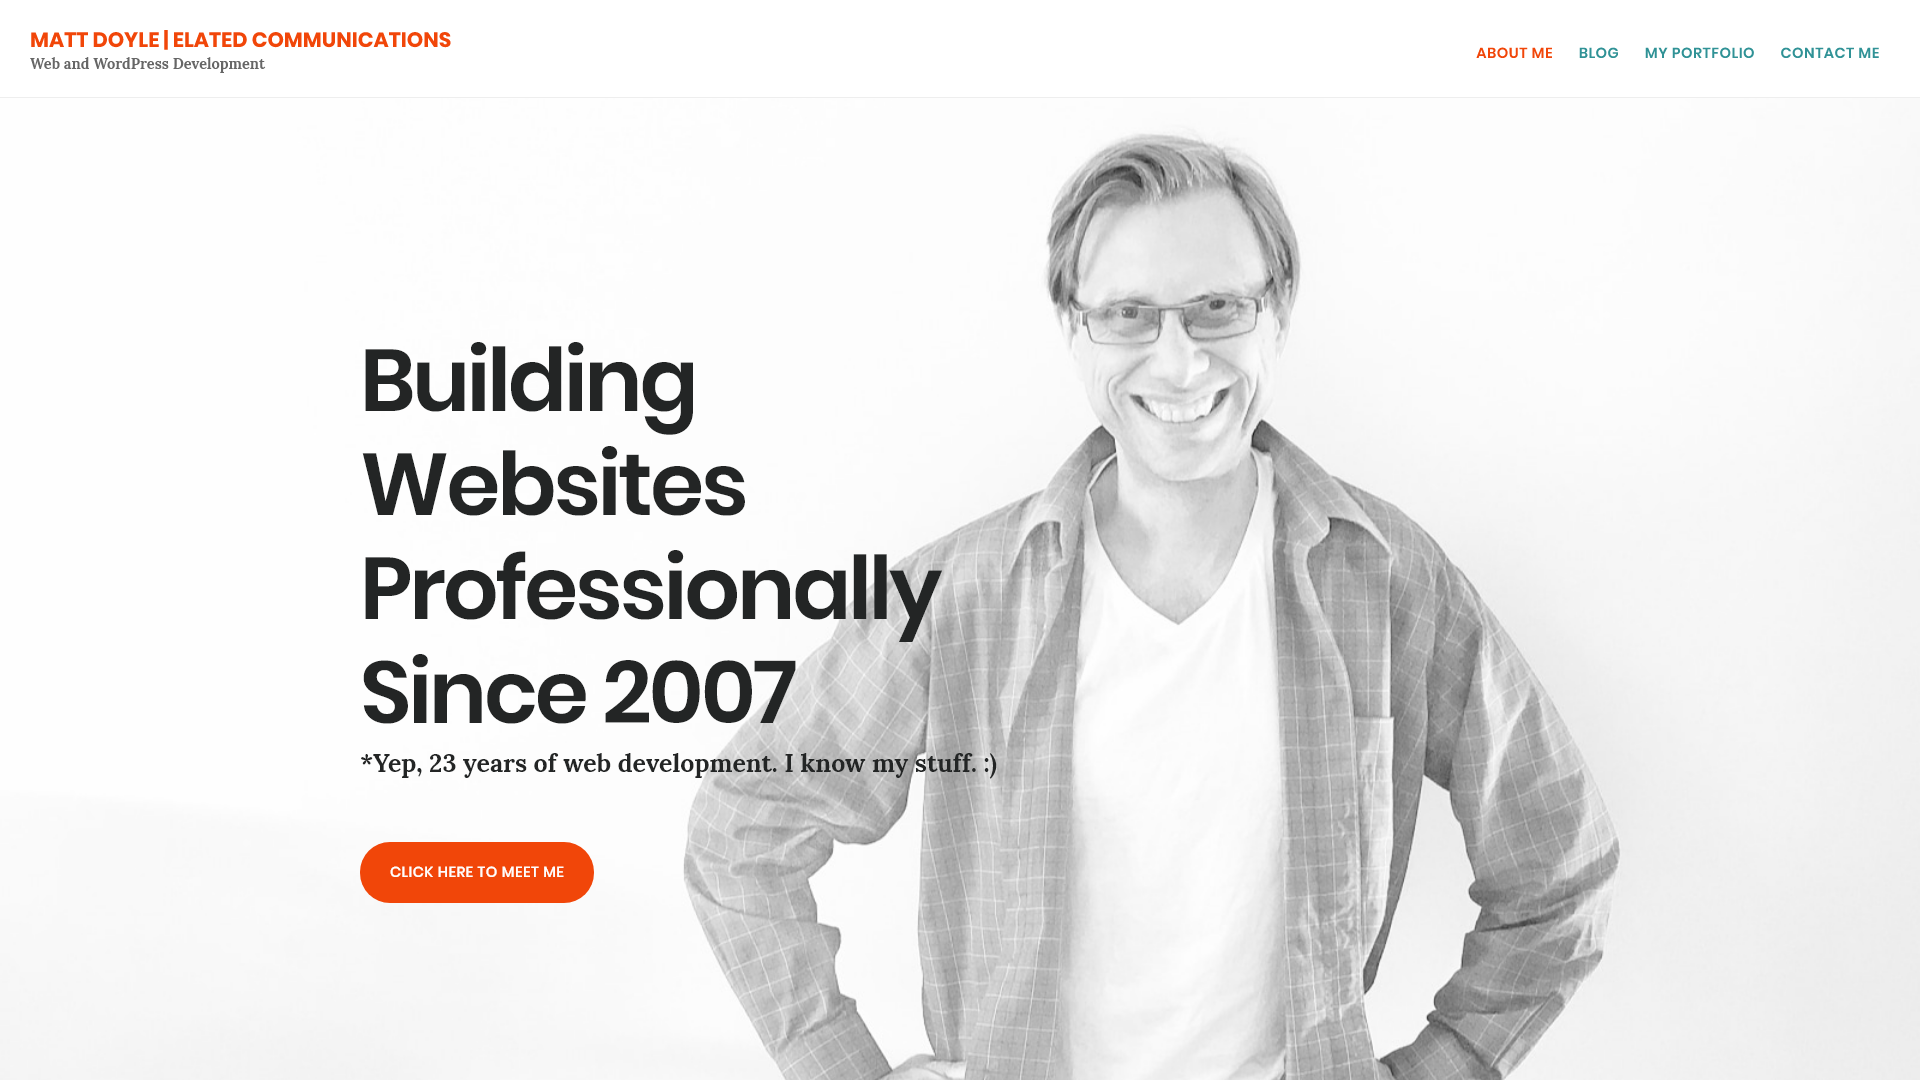 MATT DOYLE | ELATED COMMUNICATIONS
Web and WordPress Development
ABOUT ME BLOG MY PORTFOLIO CONTACT ME
Building
Websites
Professionally
Since 2007
*Yep, 23 years of web development. I know my stuff. :)
CLICK HERE TO MEET ME